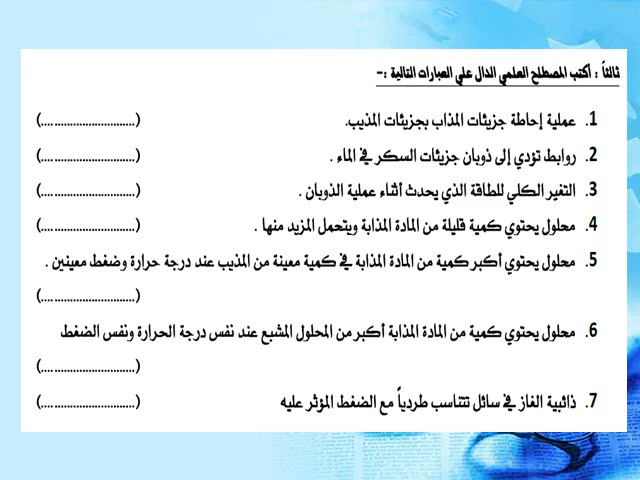 ثالثاً : أكتب المصطلح العلمي الدال علي العبارات التالية :-
1. عملية إحاطة جزيئات المذاب بجزيئات المذيب. (............................)
2. روابط تؤدي إلى ذوبان جزيئات السكر في الماء . (............................)
3. التغير الكلي للطاقة الذي يحدث أثناء عملية الذوبان . (............................)
4. محلول يحتوي كمية قليلة من المادة المذابة ويتحمل المزيد منها . (............................)
5. محلول يحتوي أكبر كمية من المادة المذابة في كمية معينة من المذيب عند درجة حرارة وضغط معينين .
(............................)
6. محلول يحتوي كمية من المادة المذابة أكبر من المحلول المشبع عند نفس درجة الحرارة ونفس الضغط
(............................)
7. ذائبية الغاز في سائل تتناسب طردياً مع الضغط المؤثر عليه (............................)